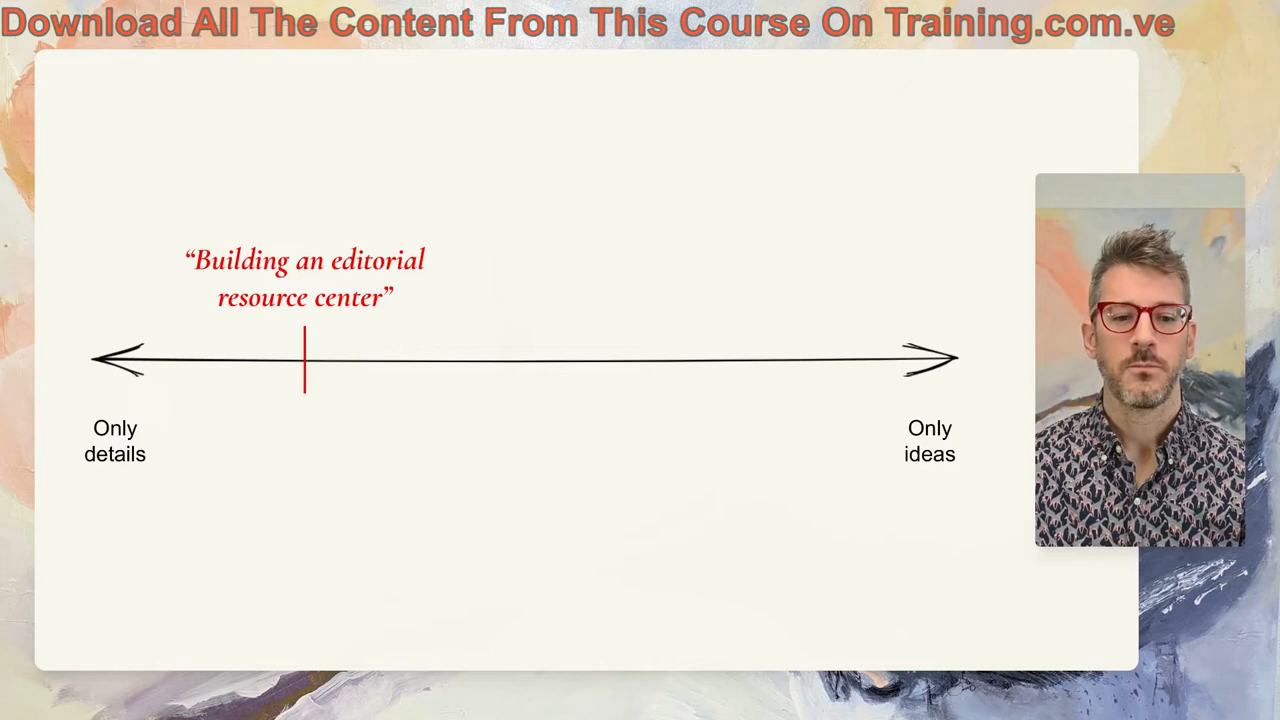 Download All The Content From This Course On Training.com.ve
“Building an editorial
resource center”
Only
details
Only
ideas